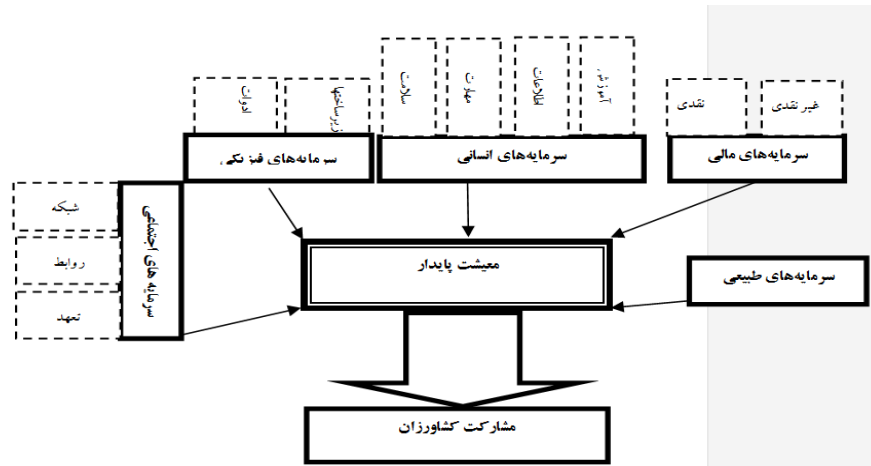 غیر نقدی
نقدی
آموزش
اطلاعات
مهارت
سلامت
زیرساختها
ادوات
سرمایه‌های مالی
سرمایه‌های انسانی
سرمایه‌های فیزیکی
شبکه
روابط
تعهد
سرمایه های اجتماعی
معیشت پایدار
سرمایه‌های طبیعی
مشارکت کشاورزان